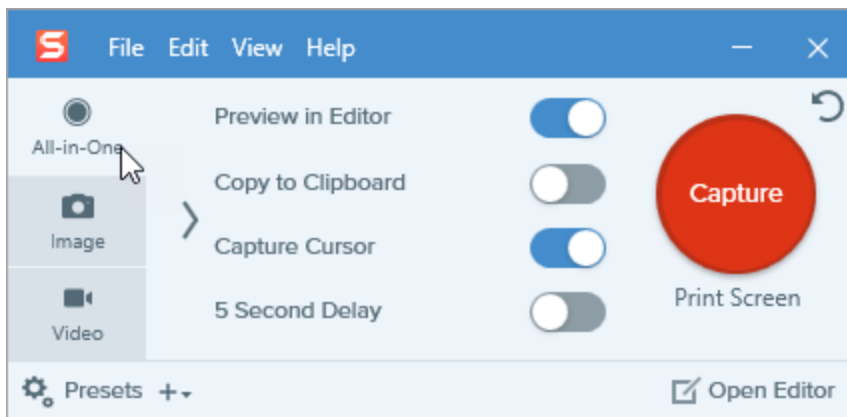 S
File Edit View Help
All-in-One
Image
Video
Preview in Editor
Copy to Clipboard
Capture Cursor
5 Second Delay
Capture
Print Screen
Presets
Open Editor